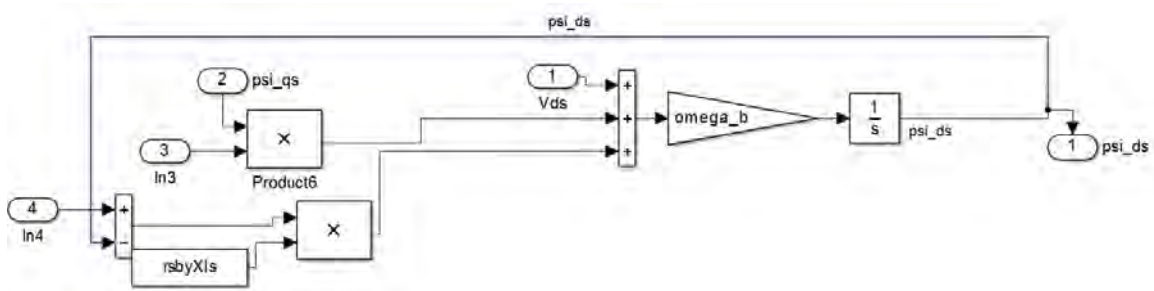 psi_ds
2
psi_qs
1
Vds
+
+
+
omega_b
1
s
psi_ds
1
psi_ds
×
3
In3
Product6
4
In4
+
−
×
rsbyXls